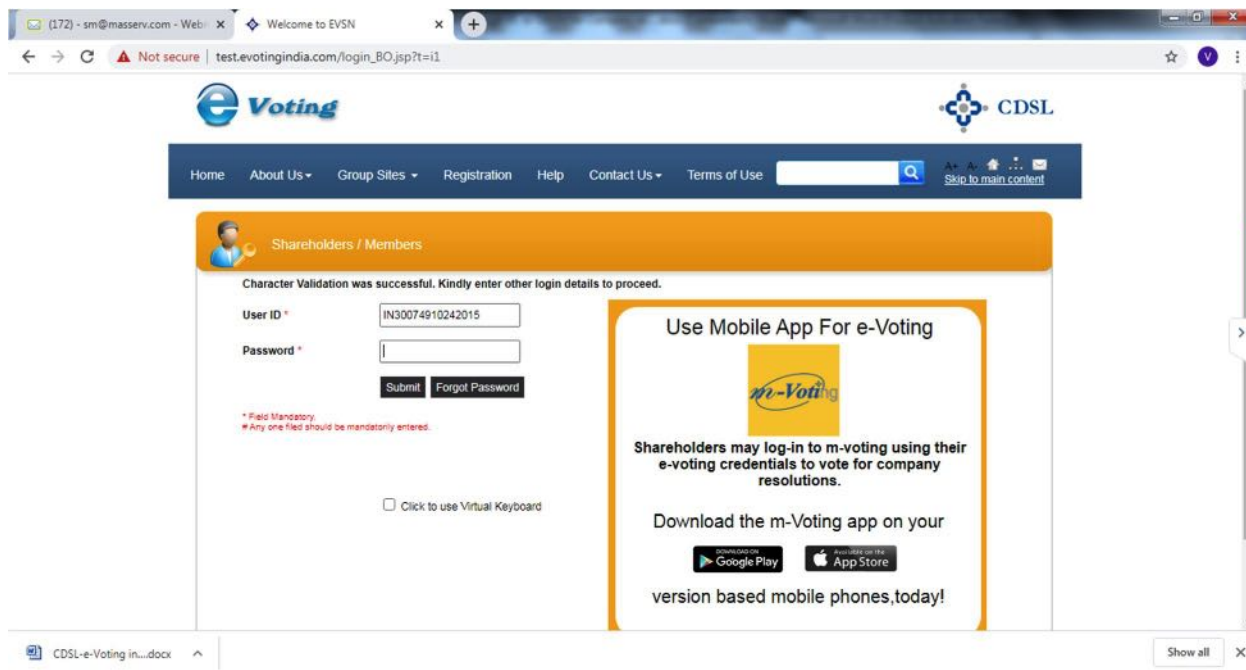 (172) - sm@masserv.com - Web
Welcome to EVSN
Not secure | test.evotingindia.com/login_BO.jsp?t=i1
V
e Voting
CDSL
Home About Us Group Sites Registration Help Contact Us Terms of Use
A+ A-
Skip to main content
Shareholders / Members
Character Validation was successful. Kindly enter other login details to proceed.
User ID * IN30074910242015
Password *
Submit Forgot Password
* Field Mandatory.
# Any one filed should be mandatorily entered.
Click to use Virtual Keyboard
Use Mobile App For e-Voting
m-Voting
Shareholders may log-in to m-voting using their
e-voting credentials to vote for company
resolutions.
Download the m-Voting app on your
DOWNLOAD ON
Google Play
Available on the
App Store
version based mobile phones,today!
CDSL-e-Voting in....docx
Show all